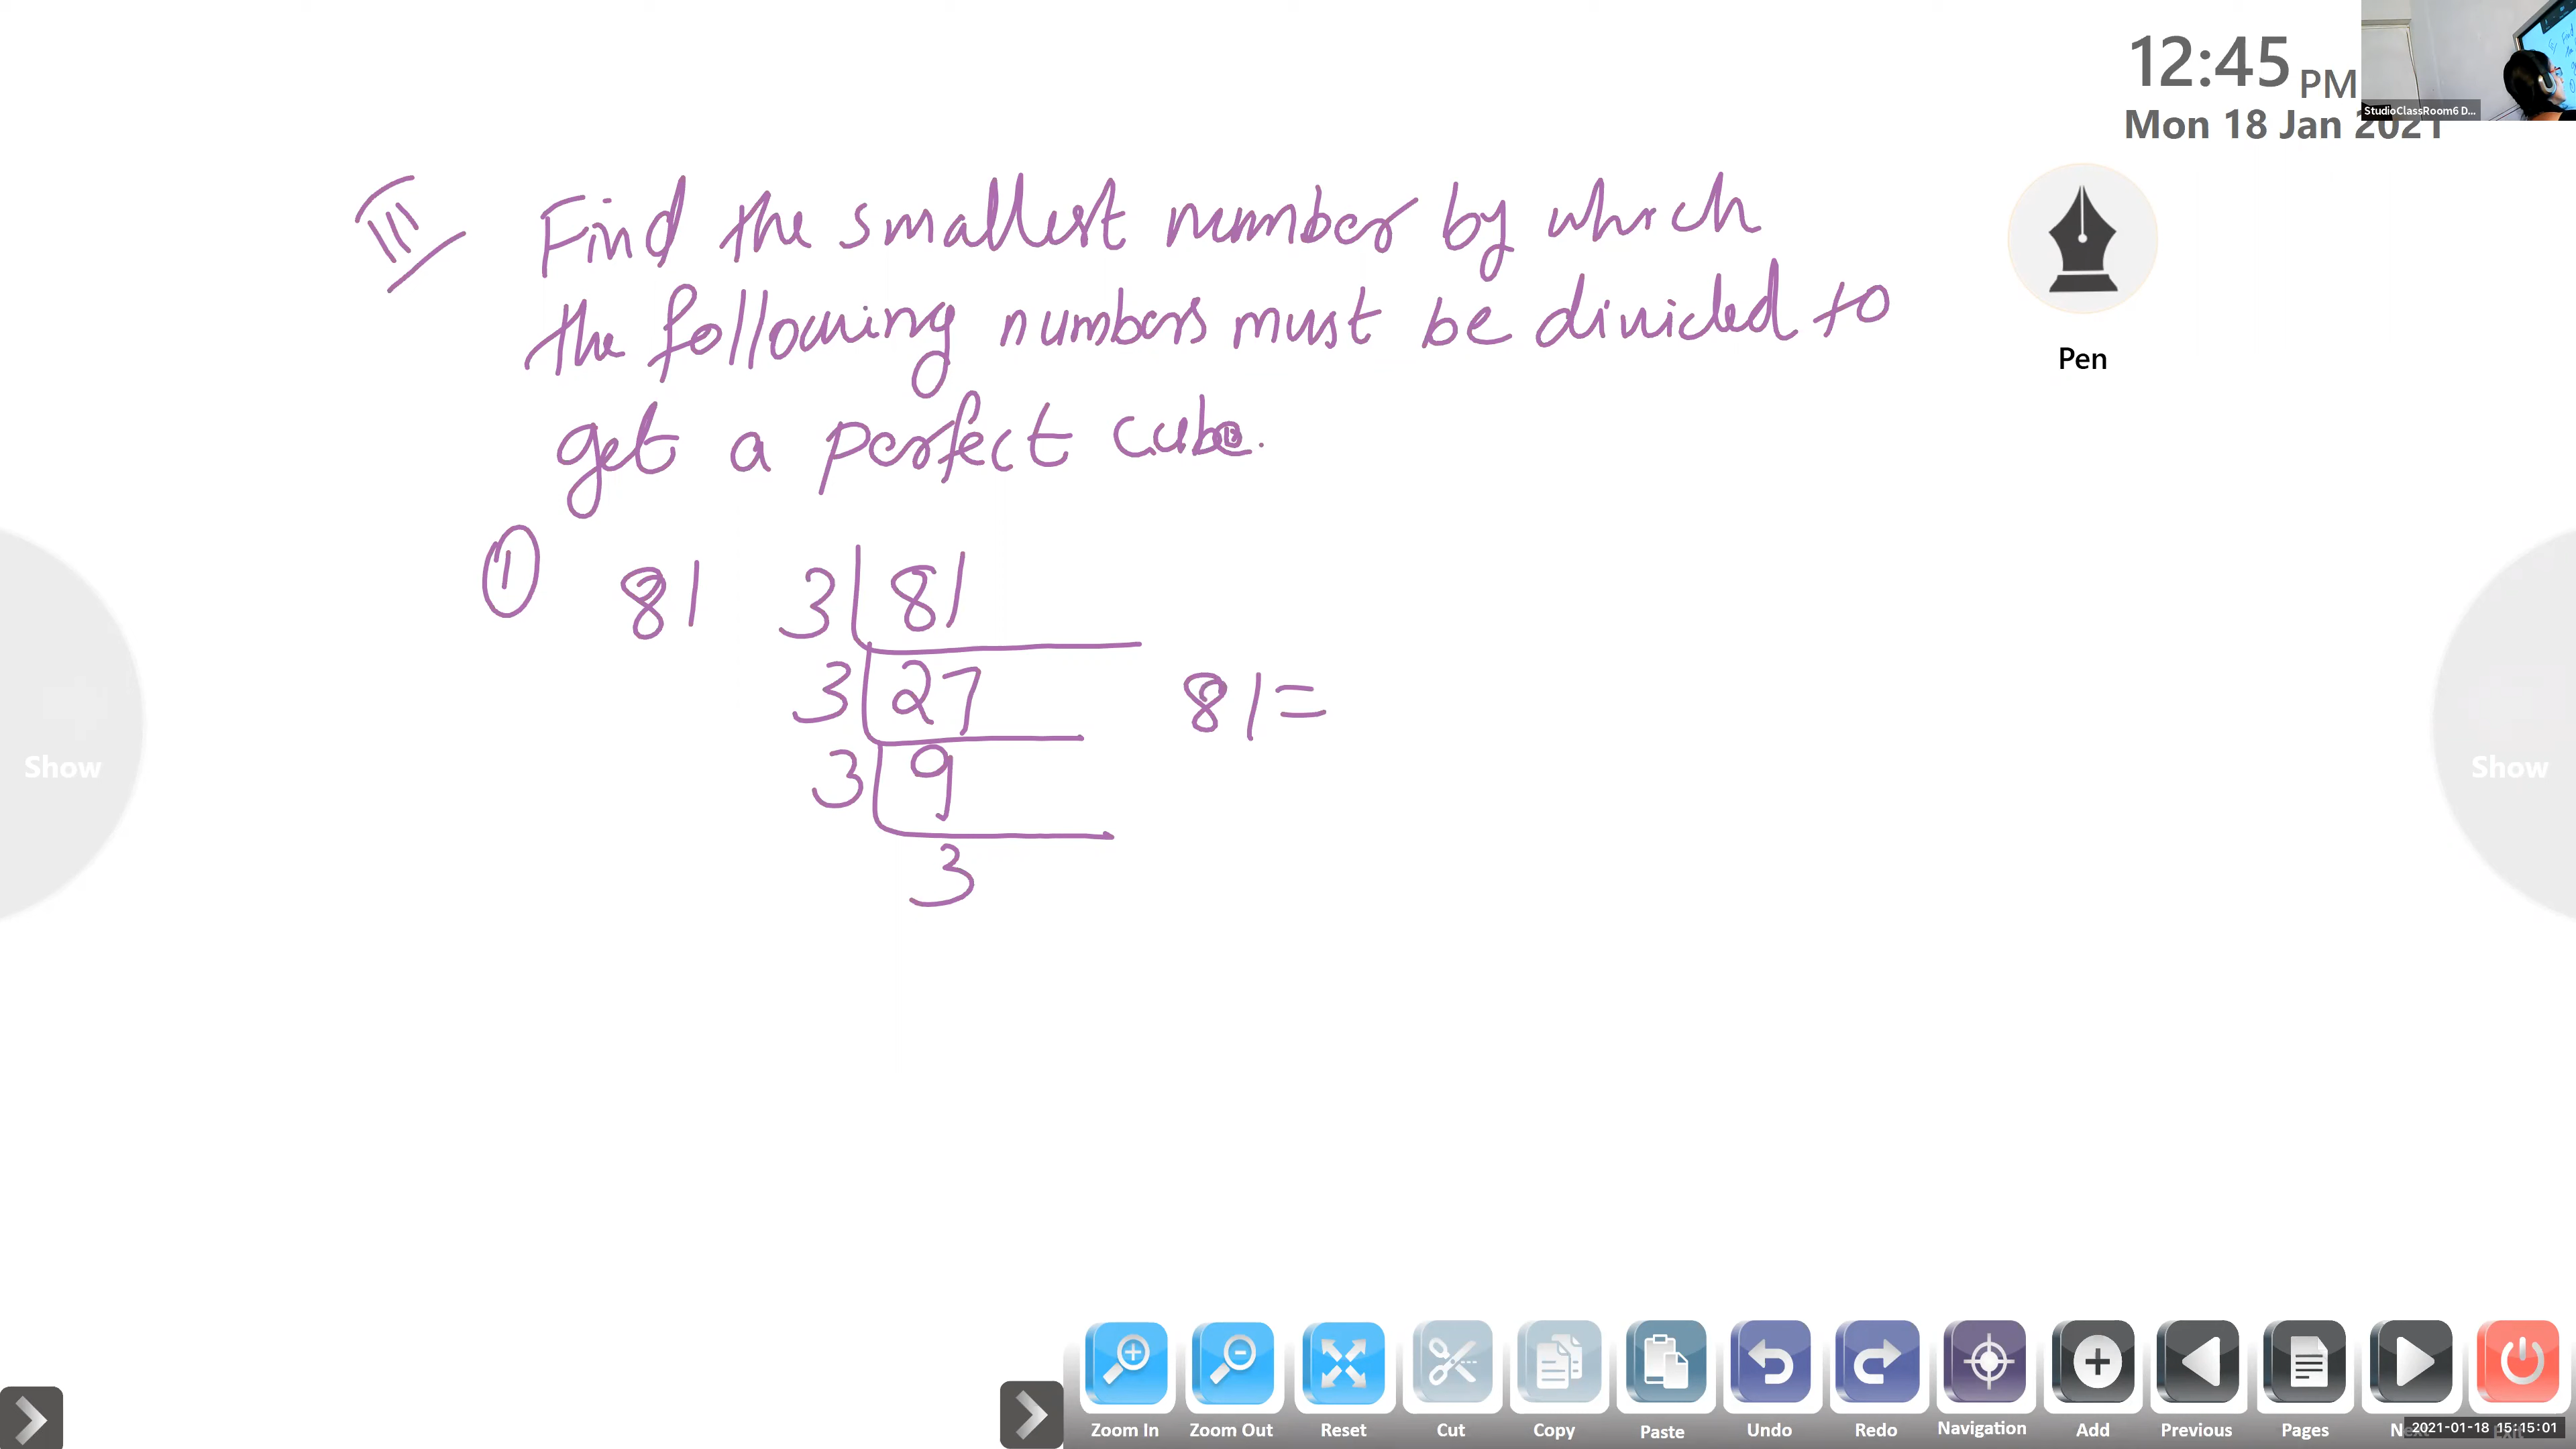 12:45 PM
StudioClassRoom6 D...
Mon 18 Jan 2021
III Find the smallest number by which
the following numbers must be divided to
get a perfect cube.
Pen
① 81 3 81
3 27 81=
3 9
3
Show Show
Zoom In Zoom Out Reset Cut Copy Paste Undo Redo Navigation Add Previous Pages
2021-01-18 15:15:01